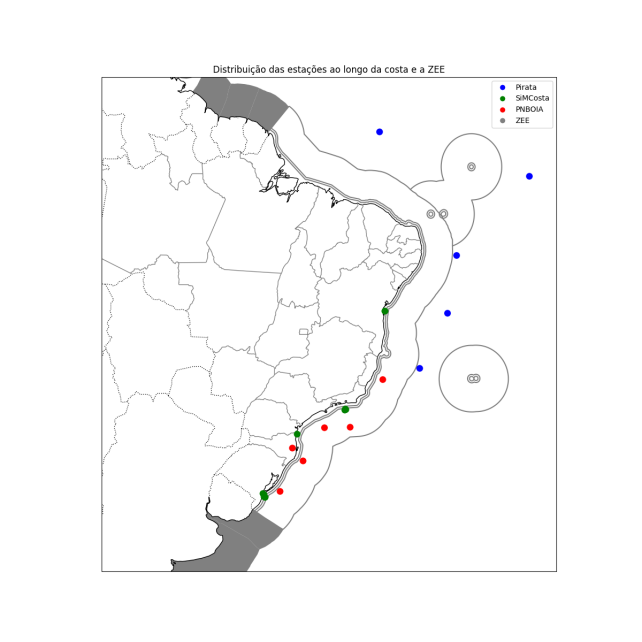 Distribuição das estações ao longo da costa e a ZEE
Pirata
SiMCosta
PNBOIA
ZEE